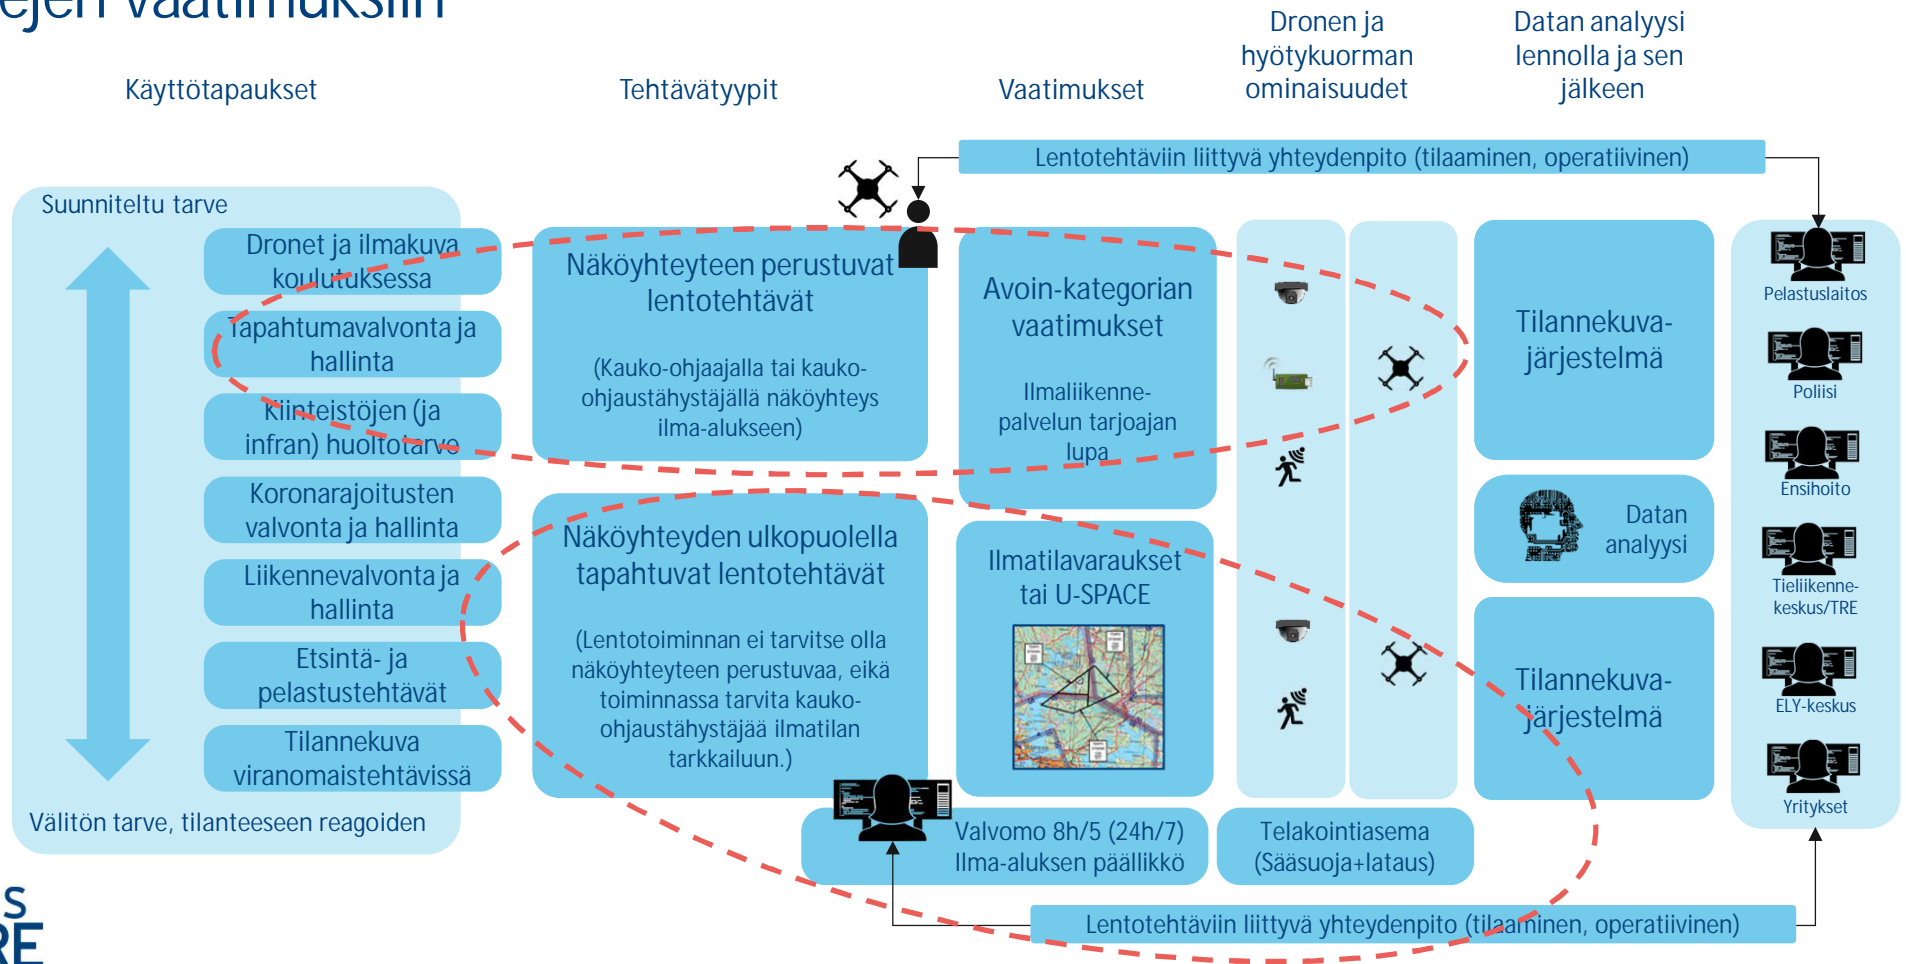 ejen vaatimuksiin
Käyttötapaukset
Tehtävätyypit
Vaatimukset
Dronen ja
hyötykuorman
ominaisuudet
Datan analyysi
lennolla ja sen
jälkeen
Lentotehtäviin liittyvä yhteydenpito (tilaaminen, operatiivinen)
Suunniteltu tarve
Dronet ja ilmakuva
koulutuksessa
Tapahtumavalvonta ja
hallinta
Kiinteistöjen (ja
infran) huoltotarve
Koronarajoitusten
valvonta ja hallinta
Liikennevalvonta ja
hallinta
Etsintä- ja
pelastustehtävät
Tilannekuva
viranomaistehtävissä
Välitön tarve, tilanteeseen reagoiden
Näköyhteyteen perustuvat
lentotehtävät
(Kauko-ohjaajalla tai kauko-
ohjaustähystäjällä näköyhteys
ilma-alukseen)
Näköyhteyden ulkopuolella
tapahtuvat lentotehtävät
(Lentotoiminnan ei tarvitse olla
näköyhteyteen perustuvaa, eikä
toiminnassa tarvita kauko-
ohjaustähystäjää ilmatilan
tarkkailuun.)
Avoin-kategorian
vaatimukset
Ilmaliikenne-
palvelun tarjoajan
lupa
Ilmatilavaraukset
tai U-SPACE
Valvomo 8h/5 (24h/7)
Ilma-aluksen päällikkö
Telakointiasema
(Sääsuoja+lataus)
Tilannekuva-
järjestelmä
Datan
analyysi
Tilannekuva-
järjestelmä
Pelastuslaitos
Poliisi
Ensihoito
Tieliikenne-
keskus/TRE
ELY-keskus
Yritykset
Lentotehtäviin liittyvä yhteydenpito (tilaaminen, operatiivinen)
S
RE